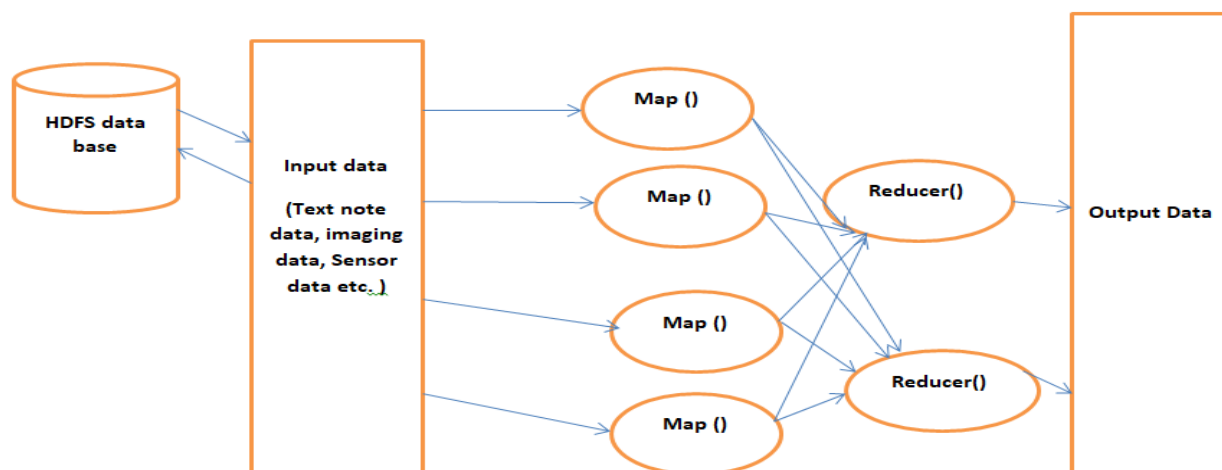 HDFS data
base
Input data
(Text note
data, imaging
data, Sensor
data etc. )
Map ()
Map ()
Map ()
Map ()
Reducer()
Reducer()
Output Data